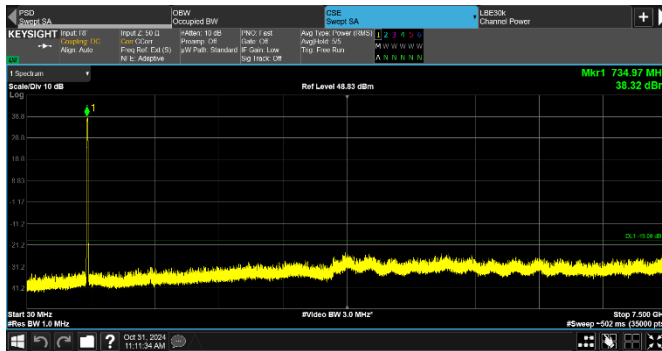 PSD
Swept SA
OBW
Occupied BW
CSE
Swept SA
LBE30k
Channel Power
KEYSIGHT
Input: RF
Coupling: DC
Align: Auto
Input Z: 50 Ω
Corr CCorr
Freq Ref: Ext (S)
NFE: Adaptive
#Atten: 10 dB
Preamp: Off
µW Path: Standard
PNO: Fast
Gate: Off
IF Gain: Low
Sig Track: Off
Avg Type: Power (RMS)
Avg|Hold: 5/5
Trig: Free Run
1 2 3 4 5 6
M W W W W W
A N N N N N
1 Spectrum
Scale/Div 10 dB
Log
Ref Level 48.83 dBm
Mkr1 734.97 MH
38.32 dBr
1
38.8
28.8
18.8
8.83
-1.17
-11.2
-21.2
-31.2
-41.2
Start 30 MHz
#Res BW 1.0 MHz
#Video BW 3.0 MHz*
Stop 7.500 GH
#Sweep ~502 ms (35000 pts
Oct 31, 2024
11:11:34 AM